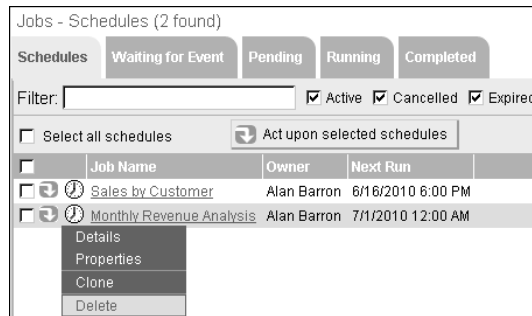 Jobs - Schedules (2 found)
Schedules Waiting for Event Pending Running Completed
Filter: Active Cancelled Expired
Select all schedules Act upon selected schedules
Job Name Owner Next Run
Sales by Customer Alan Barron 6/16/2010 6:00 PM
Monthly Revenue Analysis Alan Barron 7/1/2010 12:00 AM
Details
Properties
Clone
Delete